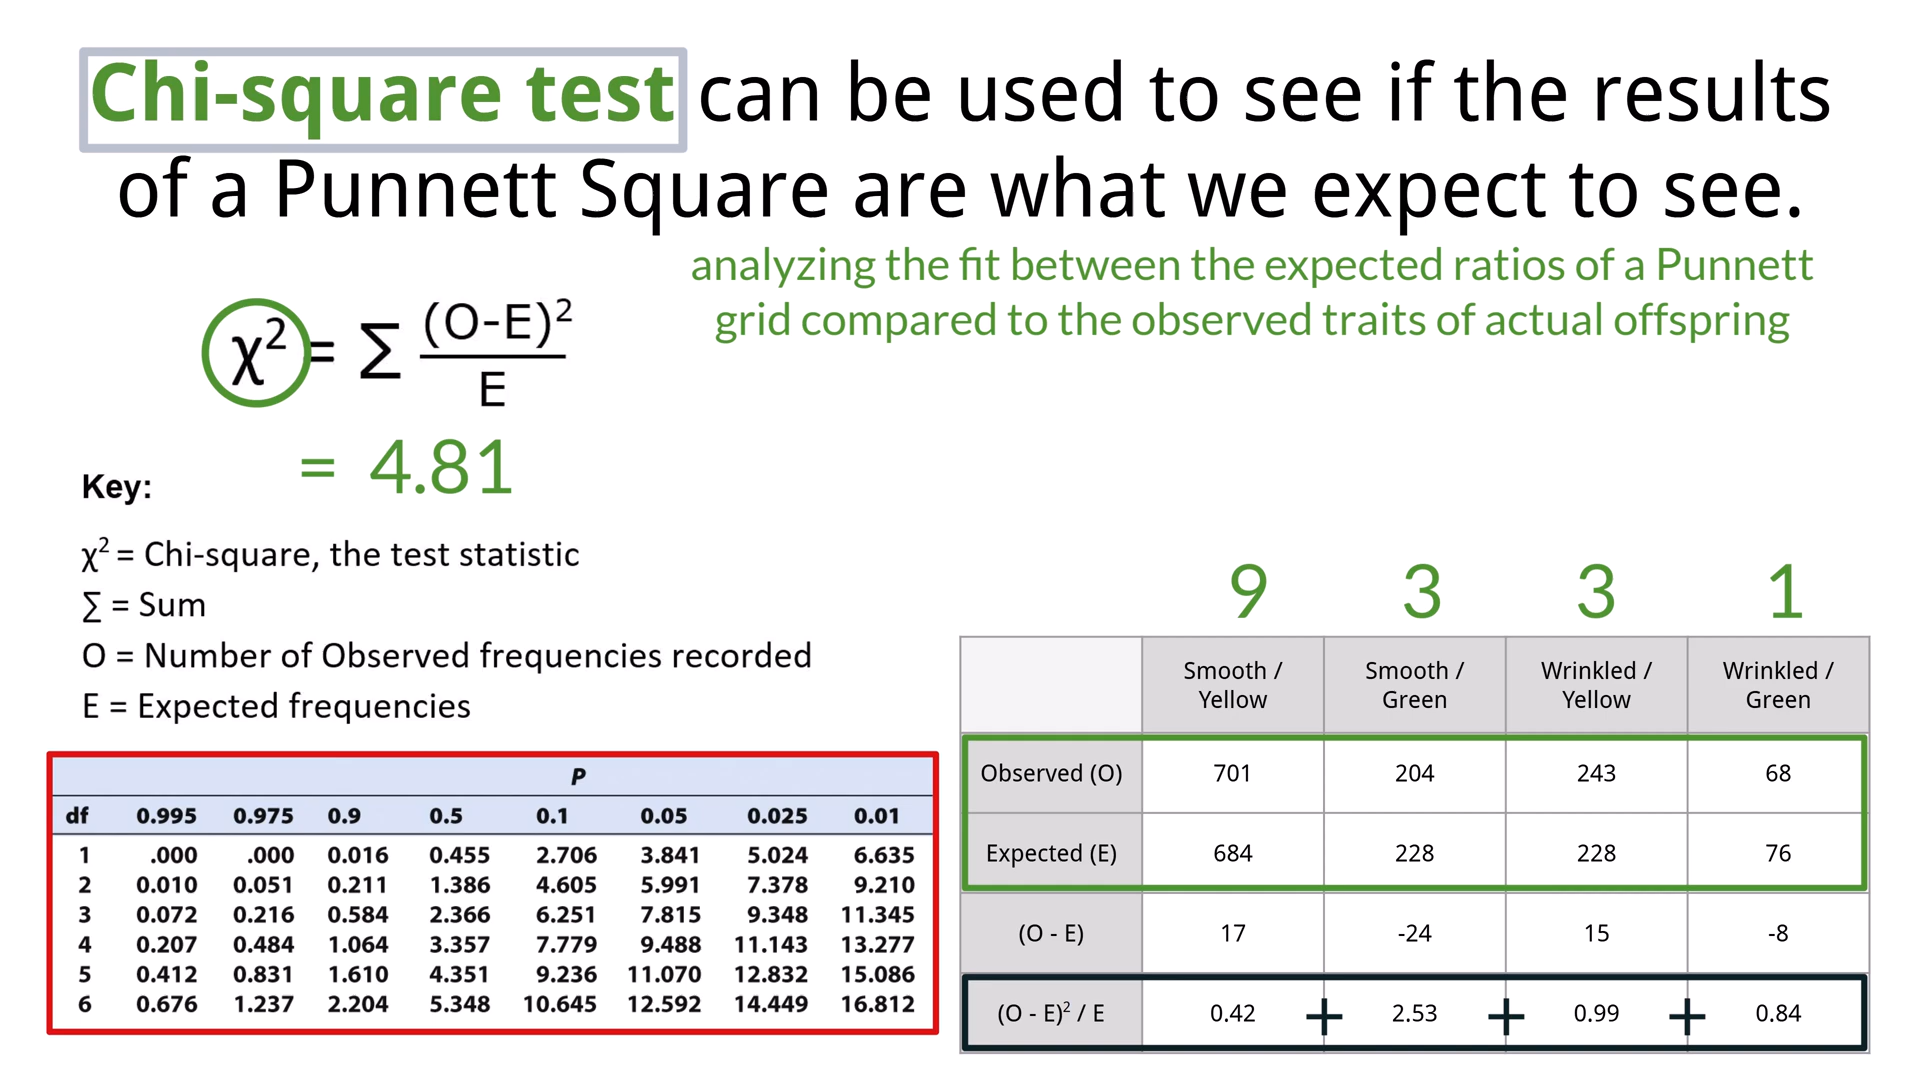 Chi-square test can be used to see if the results
of a Punnett Square are what we expect to see.
analyzing the fit between the expected ratios of a Punnett
grid compared to the observed traits of actual offspring
χ² = ∑ (O-E)² / E
= 4.81
Key:
χ² = Chi-square, the test statistic
∑ = Sum
O = Number of Observed frequencies recorded
E = Expected frequencies
P
df 0.995 0.975 0.9 0.5 0.1 0.05 0.025 0.01
1 .000 .000 0.016 0.455 2.706 3.841 5.024 6.635
2 0.010 0.051 0.211 1.386 4.605 5.991 7.378 9.210
3 0.072 0.216 0.584 2.366 6.251 7.815 9.348 11.345
4 0.207 0.484 1.064 3.357 7.779 9.488 11.143 13.277
5 0.412 0.831 1.610 4.351 9.236 11.070 12.832 15.086
6 0.676 1.237 2.204 5.348 10.645 12.592 14.449 16.812
9 3 3 1
Smooth / Smooth / Wrinkled / Wrinkled /
Yellow Green Yellow Green
Observed (O) 701 204 243 68
Expected (E) 684 228 228 76
(O - E) 17 -24 15 -8
(O - E)² / E 0.42 + 2.53 + 0.99 + 0.84